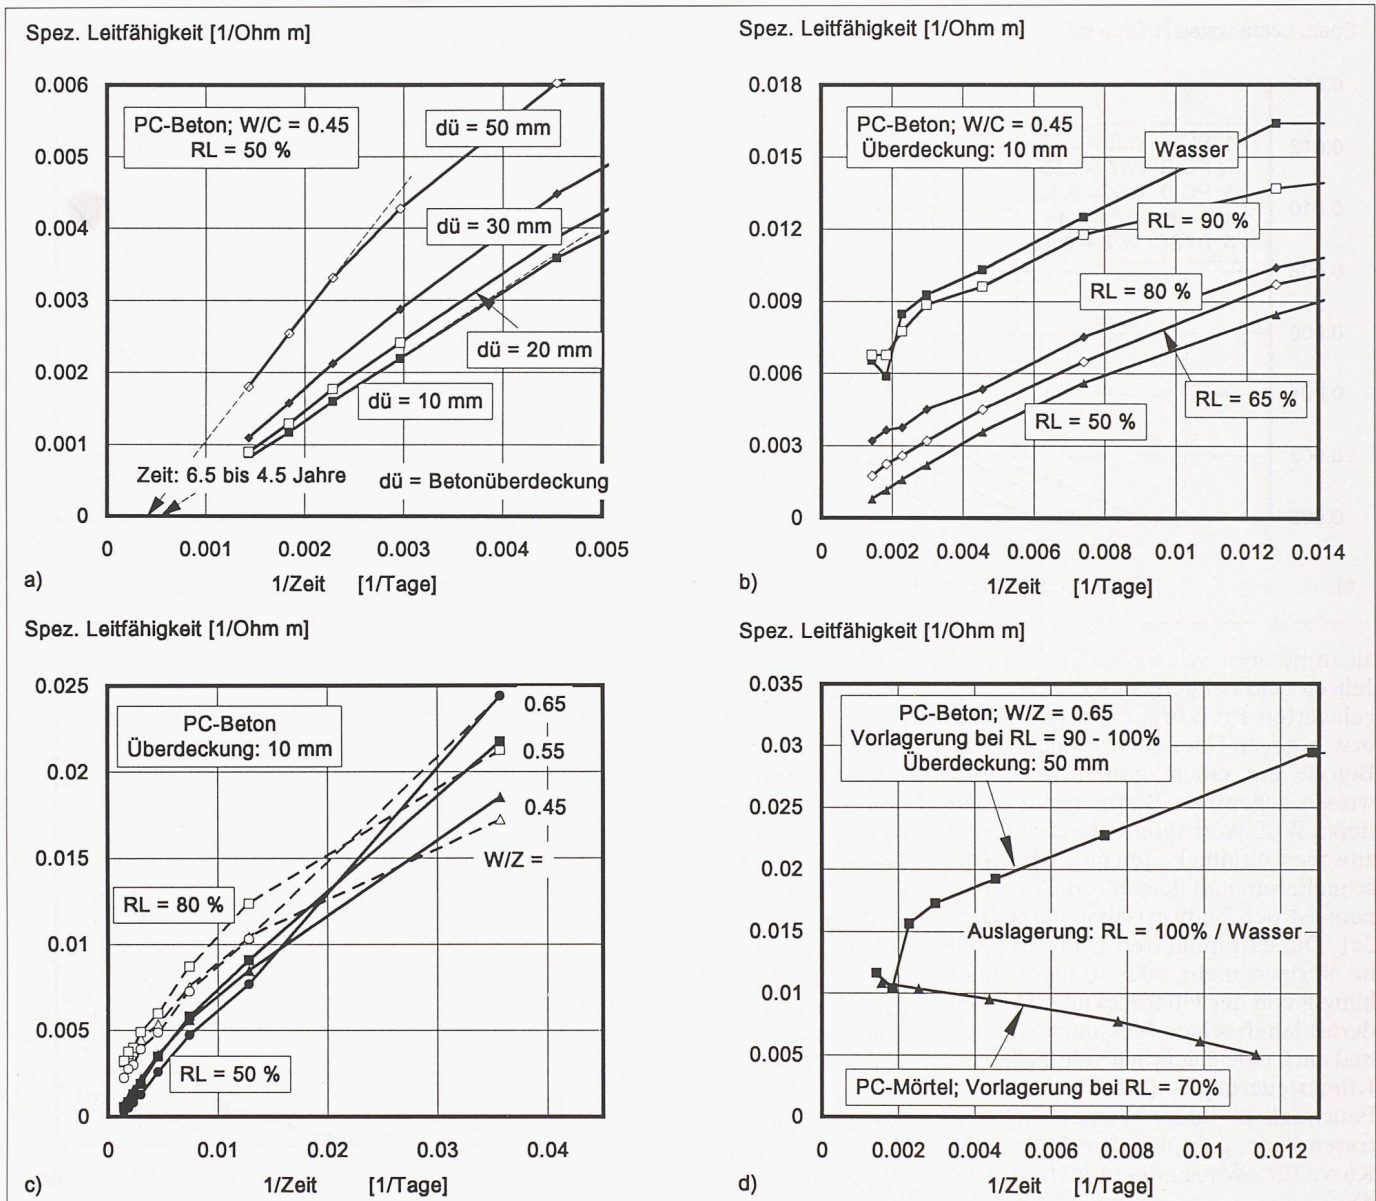 Spez. Leitfähigkeit [1/Ohm m]
0.006
0.005
0.004
0.003
0.002
0.001
0
PC-Beton; W/C = 0.45
RL = 50 %
dü = 50 mm
dü = 30 mm
dü = 20 mm
dü = 10 mm
Zeit: 6.5 bis 4.5 Jahre
dü = Betonüberdeckung
0 0.001 0.002 0.003 0.004 0.005
a)
1/Zeit [1/Tage]
Spez. Leitfähigkeit [1/Ohm m]
0.018
0.015
0.012
0.009
0.006
0.003
0
PC-Beton; W/C = 0.45
Überdeckung: 10 mm
Wasser
RL = 90 %
RL = 80 %
RL = 65 %
RL = 50 %
0 0.002 0.004 0.006 0.008 0.01 0.012 0.014
b)
1/Zeit [1/Tage]
Spez. Leitfähigkeit [1/Ohm m]
0.025
0.02
0.015
0.01
0.005
0
PC-Beton
Überdeckung: 10 mm
0.65
0.55
0.45
W/Z =
RL = 80 %
RL = 50 %
0 0.01 0.02 0.03 0.04
c)
1/Zeit [1/Tage]
Spez. Leitfähigkeit [1/Ohm m]
0.035
0.03
0.025
0.02
0.015
0.01
0.005
0
PC-Beton; W/Z = 0.65
Vorlagerung bei RL = 90 - 100%
Überdeckung: 50 mm
Auslagerung: RL = 100% / Wasser
PC-Mörtel; Vorlagerung bei RL = 70%
0 0.002 0.004 0.006 0.008 0.01 0.012
d)
1/Zeit [1/Tage]